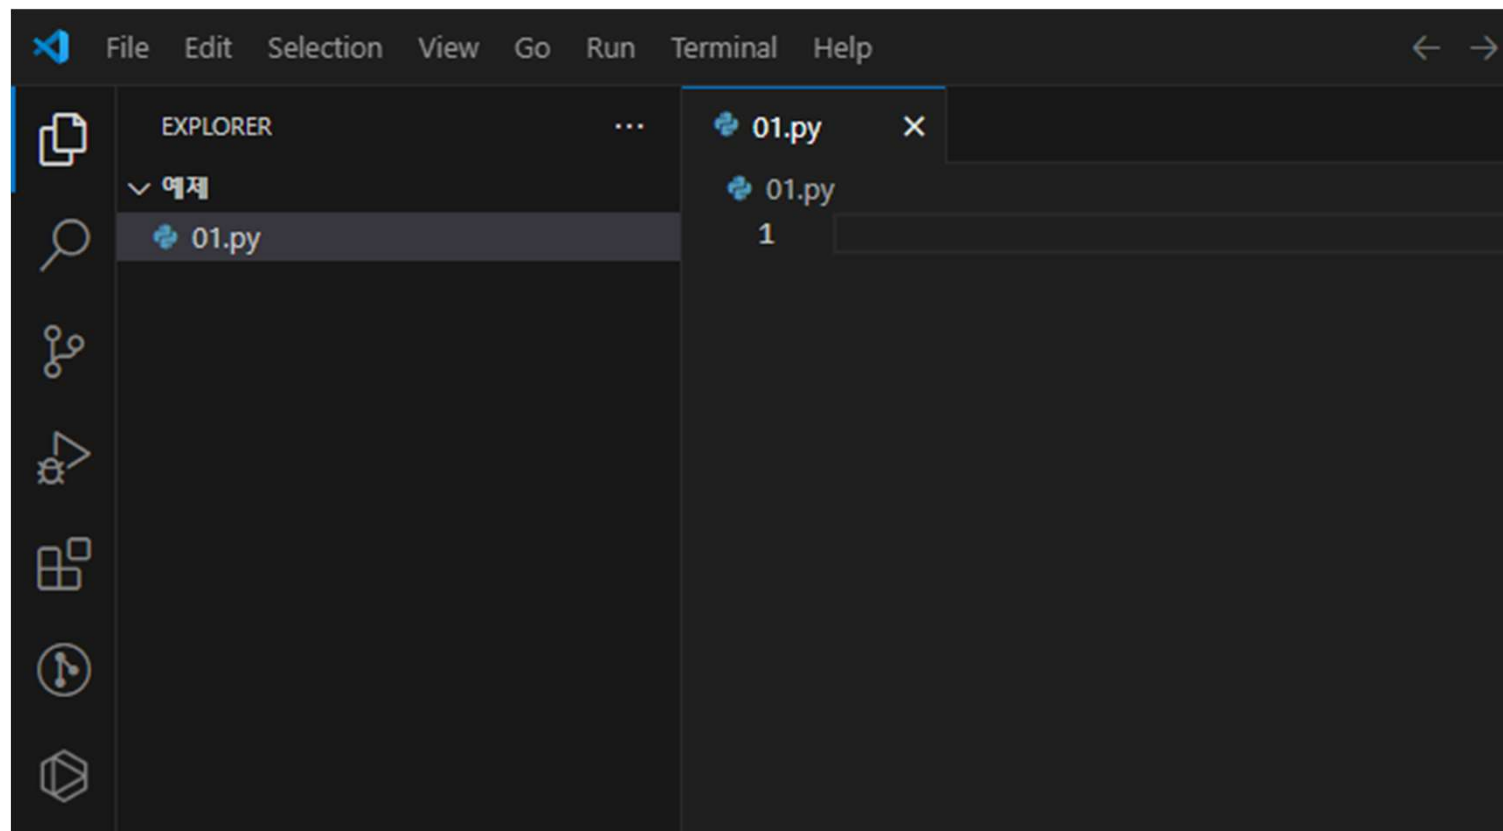 File Edit Selection View Go Run Terminal Help
EXPLORER
예제
01.py
01.py
01.py
1